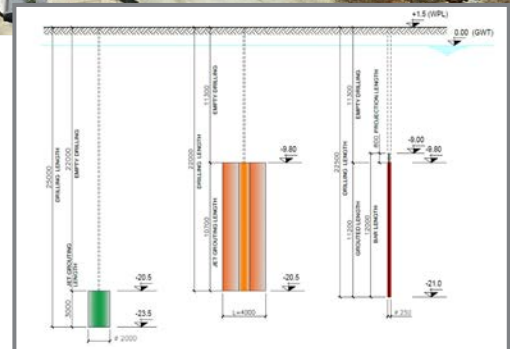 +1.5 (WPL)
0.00 (GWT)
25000
DRILLING LENGTH
22000
EMPTY DRILLING
JET GROUTING
LENGTH
3000
-20.5
-23.5
# 2000
22000
DRILLING LENGTH
11300
EMPTY DRILLING
10700
JET GROUTING LENGTH
-9.80
-20.5
L=4000
22500
DRILLING LENGTH
11300
EMPTY DRILLING
800 PROJECTION LENGTH
11200
GROUTED LENGTH
12000
BAR LENGTH
-9.00
-9.80
-21.0
# 250